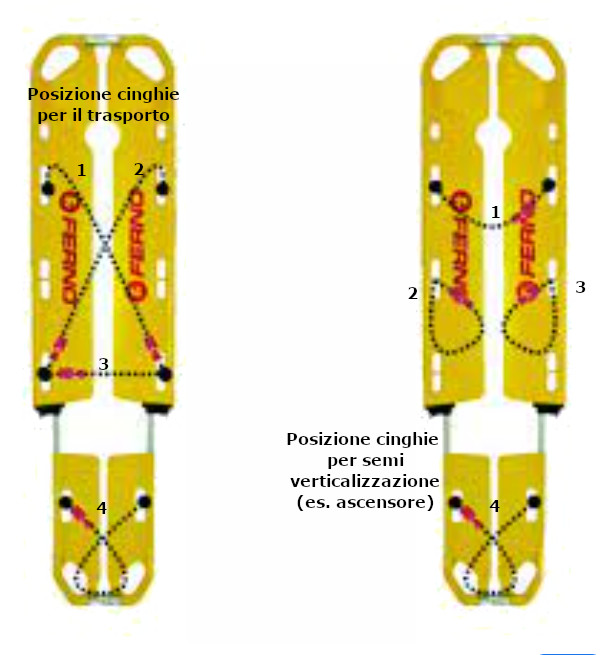 Posizione cinghie
per il trasporto
1
2
FERNO
FERNO
3
4
1
FERNO
FERNO
2
3
Posizione cinghie
per semi
verticalizzazione
(es. ascensore)
4